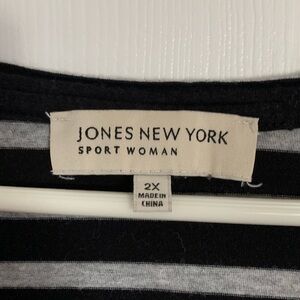 JONES NEW YORK
SPORT WOMAN
2X
MADE IN
CHINA